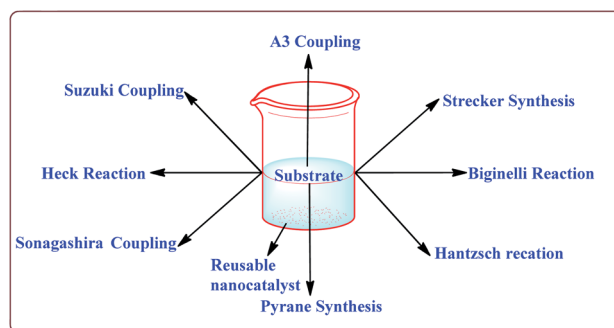 A3 Coupling
Suzuki Coupling
Strecker Synthesis
Heck Reaction
Substrate
Biginelli Reaction
Sonagashira Coupling
Hantzsch recation
Reusable
nanocatalyst
Pyrane Synthesis